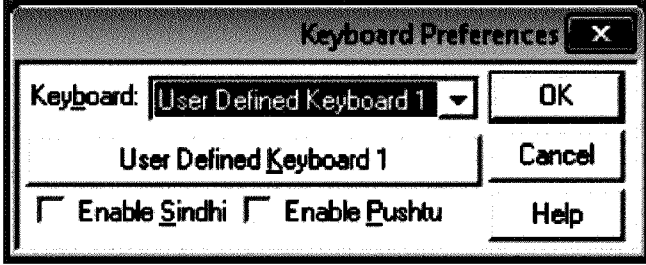 Keyboard Preferences
Keyboard: User Defined Keyboard 1 OK
User Defined Keyboard 1 Cancel
Enable Sindhi Enable Pushtu Help